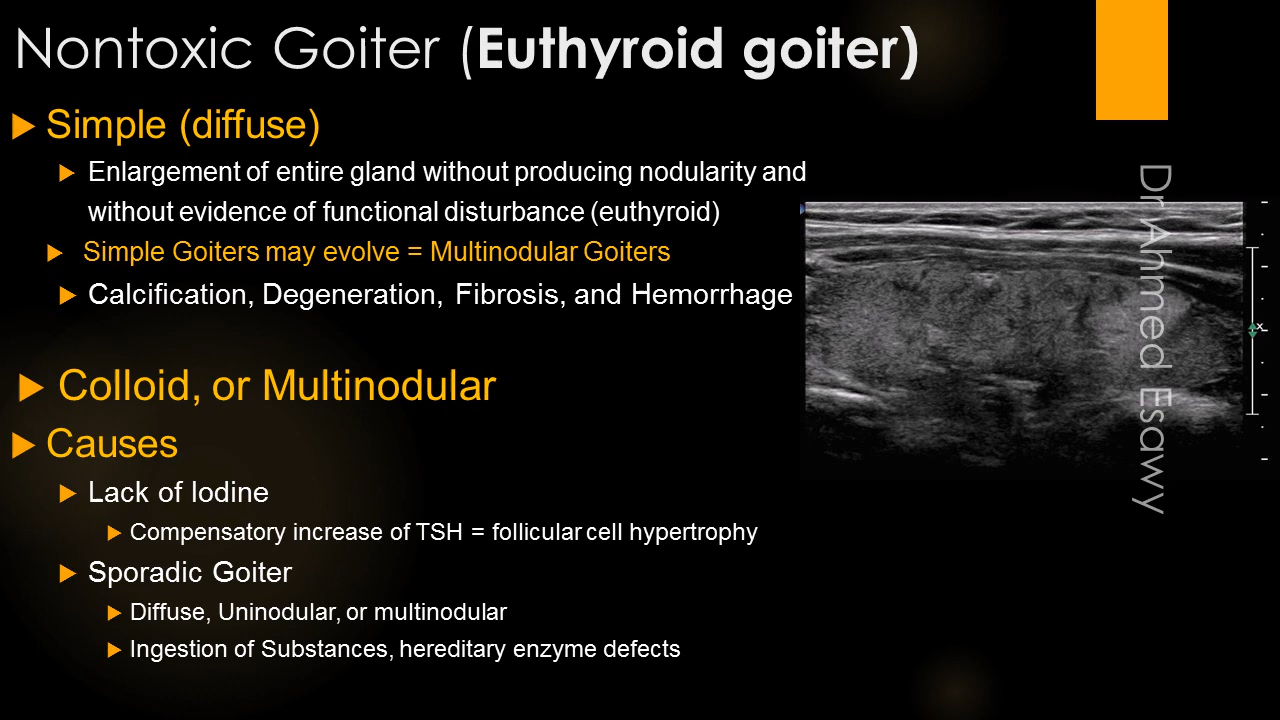 Nontoxic Goiter (Euthyroid goiter)
Simple (diffuse)
Enlargement of entire gland without producing nodularity and
without evidence of functional disturbance (euthyroid)
Simple Goiters may evolve = Multinodular Goiters
Calcification, Degeneration, Fibrosis, and Hemorrhage
Colloid, or Multinodular
Causes
Lack of Iodine
Compensatory increase of TSH = follicular cell hypertrophy
Sporadic Goiter
Diffuse, Uninodular, or multinodular
Ingestion of Substances, hereditary enzyme defects
Dr Ahmed Esawy
x